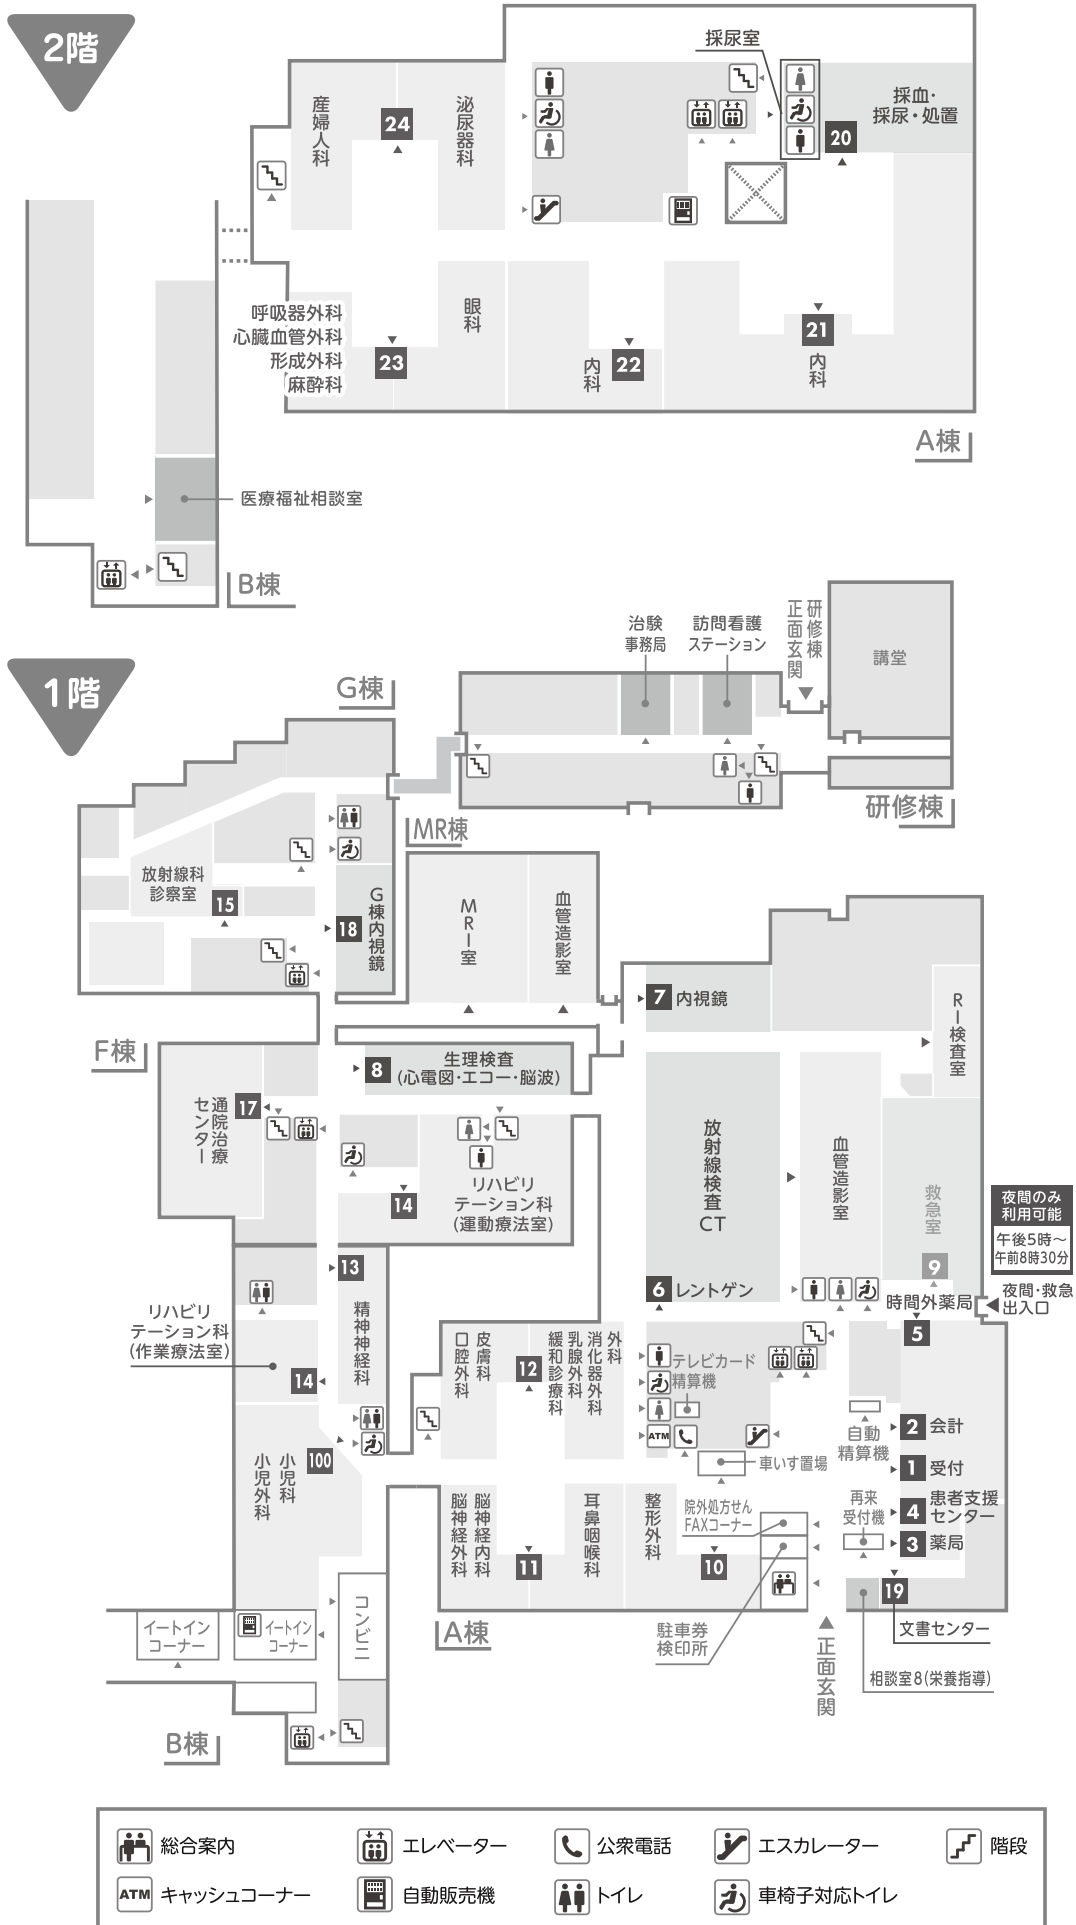 2階
産婦人科
24
泌尿器科
採尿室
採血・
採尿・処置
20
呼吸器外科
心臓血管外科
形成外科
麻酔科
23
眼科
内科
22
21
内科
A棟
医療福祉相談室
B棟
1階
G棟
治験
事務局
訪問看護
ステーション
研修棟
正面玄関
講堂
研修棟
MR棟
放射線科
診察室
15
18
G棟内視鏡
MRI室
血管造影室
7
内視鏡
RI検査室
F棟
8
生理検査
(心電図・エコー・脳波)
通院治療
センター
17
放射線検査
CT
血管造影室
救急室
9
夜間のみ
利用可能
午後5時〜
午前8時30分
夜間・救急
出入口
リハビリ
テーション科
(運動療法室)
14
13
精神神経科
リハビリ
テーション科
(作業療法室)
14
6
レントゲン
時間外薬局
5
皮膚科
口腔外科
12
外科
消化器外科
乳腺外科
緩和診療科
テレビカード
精算機
ATM
車いす置場
自動
精算機
2
会計
1
受付
再来
受付機
4
患者支援
センター
3
薬局
100
小児科
小児外科
脳神経内科
脳神経外科
11
耳鼻咽喉科
整形外科
10
院外処方せん
FAXコーナー
19
文書センター
相談室8(栄養指導)
駐車券
検印所
正面玄関
A棟
コンビニ
イートイン
コーナー
イートイン
コーナー
B棟
総合案内
エレベーター
公衆電話
エスカレーター
階段
ATM
キャッシュコーナー
自動販売機
トイレ
車椅子対応トイレ